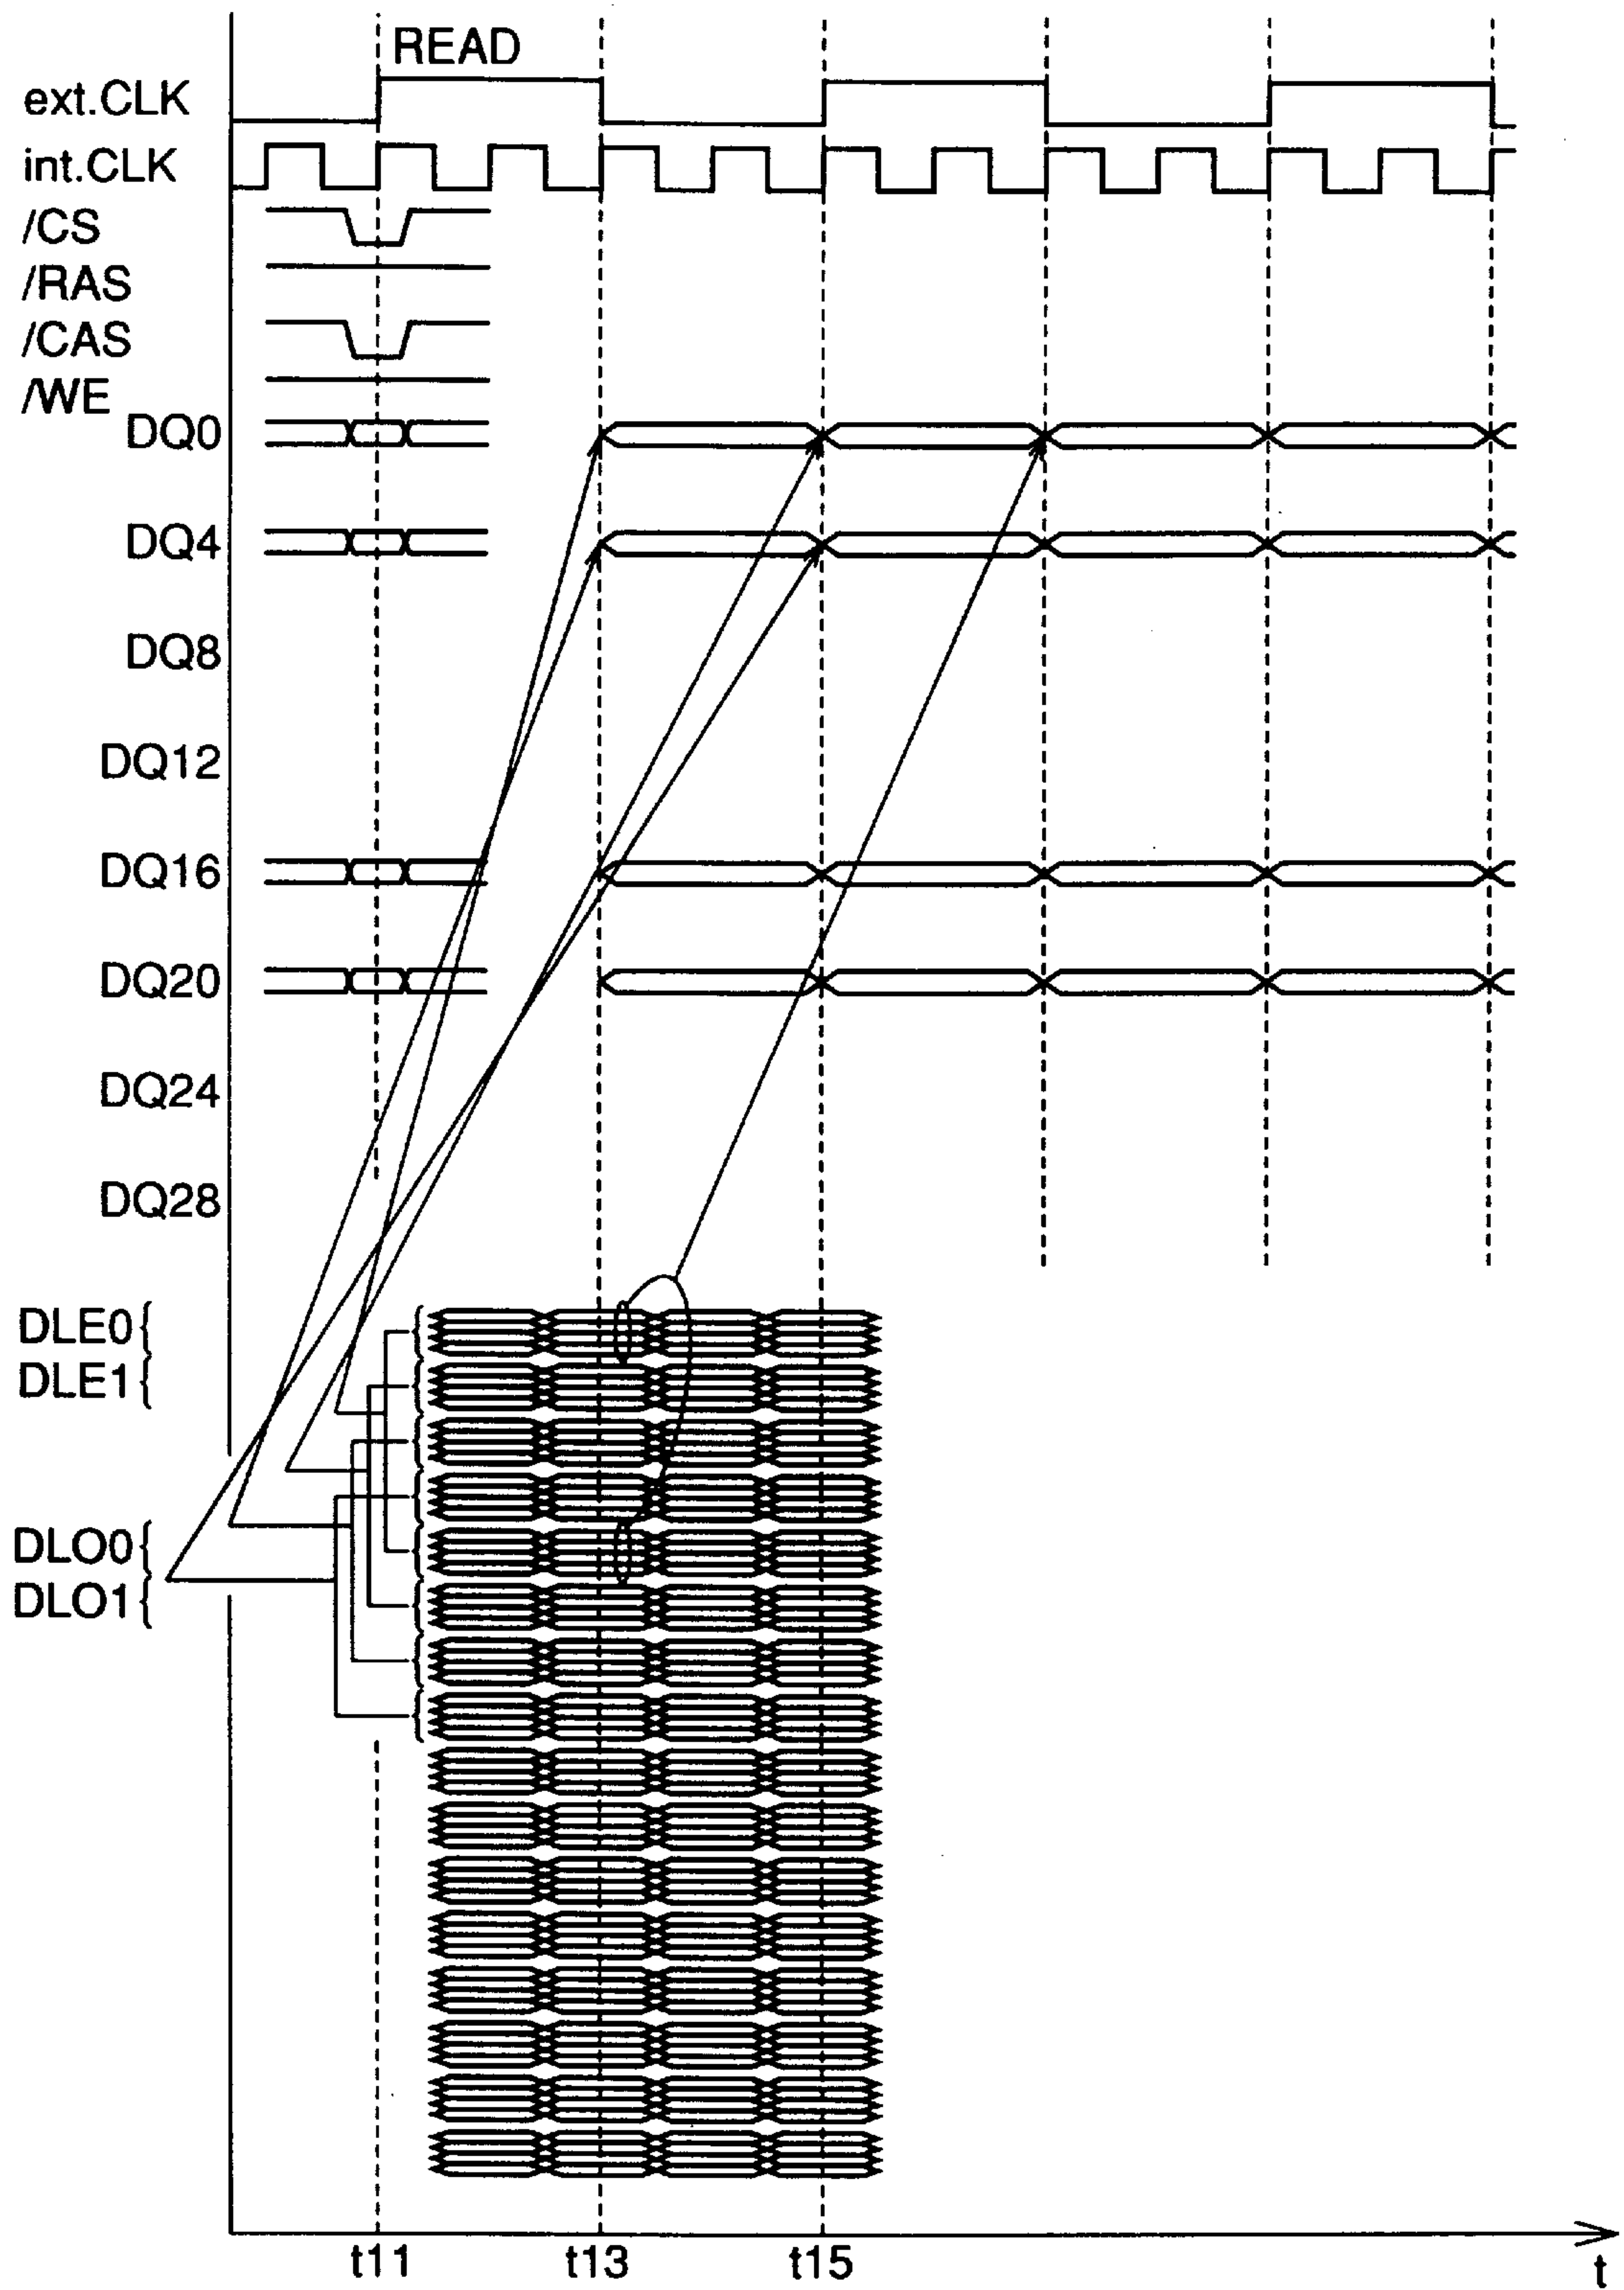 READ
ext.CLK
int.CLK
/CS
/RAS
/CAS
/WE
DQ0
DQ4
DQ8
DQ12
DQ16
DQ20
DQ24
DQ28
DLE0{
DLE1{
DLO0{
DLO1{
t11 t13 t15
t